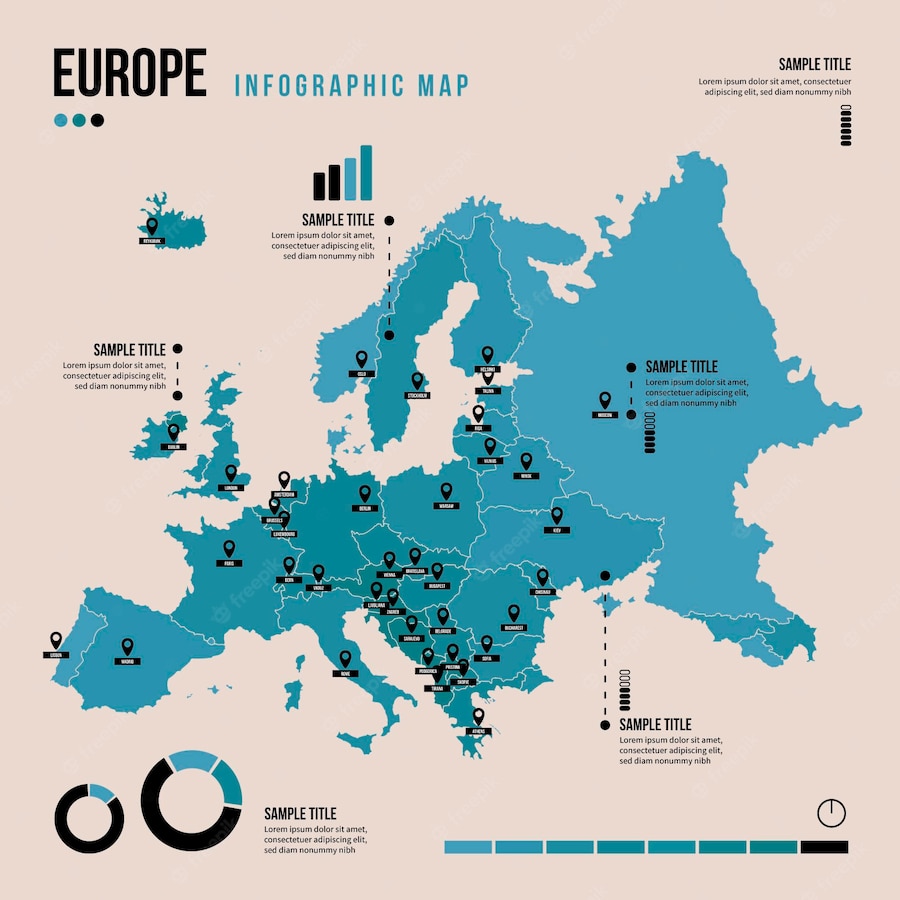 EUROPE INFOGRAPHIC MAP
SAMPLE TITLE
Lorem ipsum dolor sit amet, consectetuer
adipiscing elit, sed diam nonummy nibh
SAMPLE TITLE
Lorem ipsum dolor sit amet,
consectetuer adipiscing elit,
sed diam nonummy nibh
REYKJAVIK
SAMPLE TITLE
Lorem ipsum dolor sit amet,
consectetuer adipiscing elit,
sed diam nonummy nibh
SAMPLE TITLE
Lorem ipsum dolor sit amet,
consectetuer adipiscing elit,
sed diam nonummy nibh
OSLO
HELSINKI
STOCKHOLM
MOSCOW
RIGA
DUBLIN
VILNIUS
MINSK
LONDON
AMSTERDAM
BERLIN
WARSAW
BRUSSELS
LUXEMBOURG
KIEV
PARIS
BERN
VADUZ
VIENNA
BRATISLAVA
BUDAPEST
CHISINAU
LJUBLJANA
ZAGREB
SARAJEVO
BELGRADE
BUCHAREST
LISBON
MADRID
ROME
PODGORICA
PRISTINA
SOFIA
SKOPJE
TIRANA
ATHENS
SAMPLE TITLE
Lorem ipsum dolor sit amet,
consectetuer adipiscing elit,
sed diam nonummy nibh
SAMPLE TITLE
Lorem ipsum dolor sit amet,
consectetuer adipiscing elit,
sed diam nonummy nibh
freepik